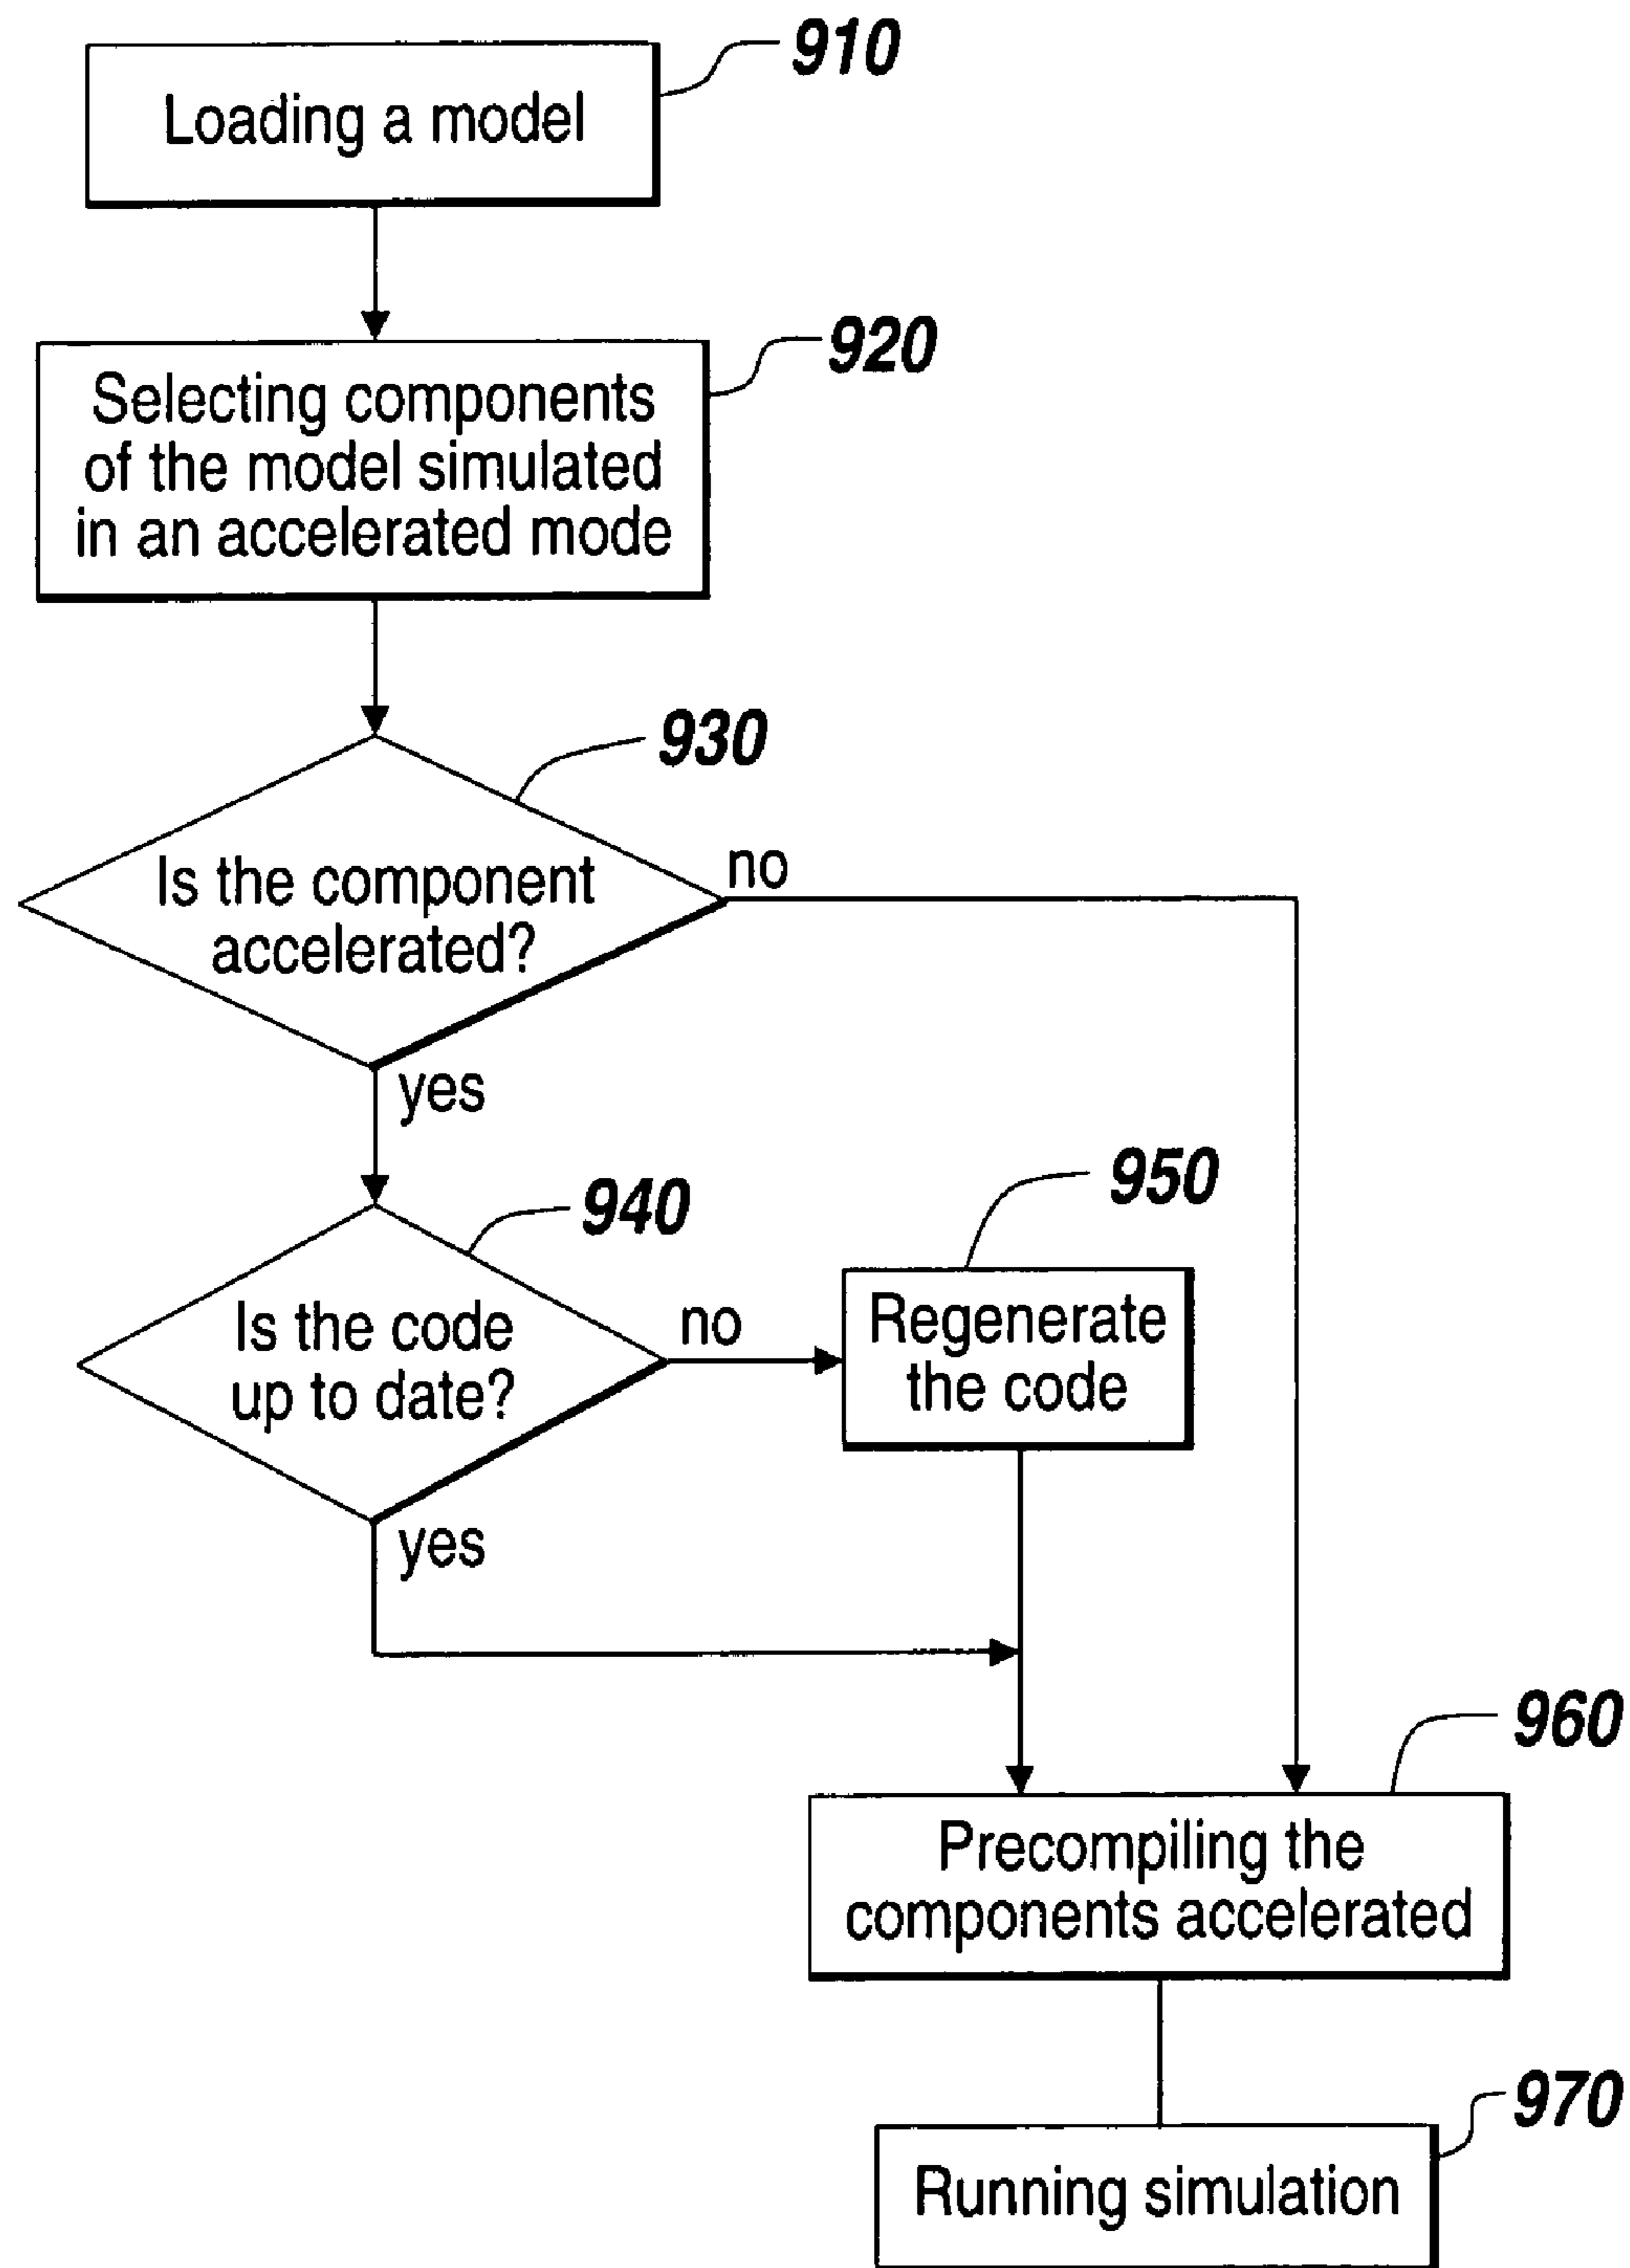 910
Loading a model
920
Selecting components
of the model simulated
in an accelerated mode
930
Is the component
accelerated?
no
yes
940
950
Is the code
up to date?
no
Regenerate
the code
yes
960
Precompiling the
components accelerated
970
Running simulation